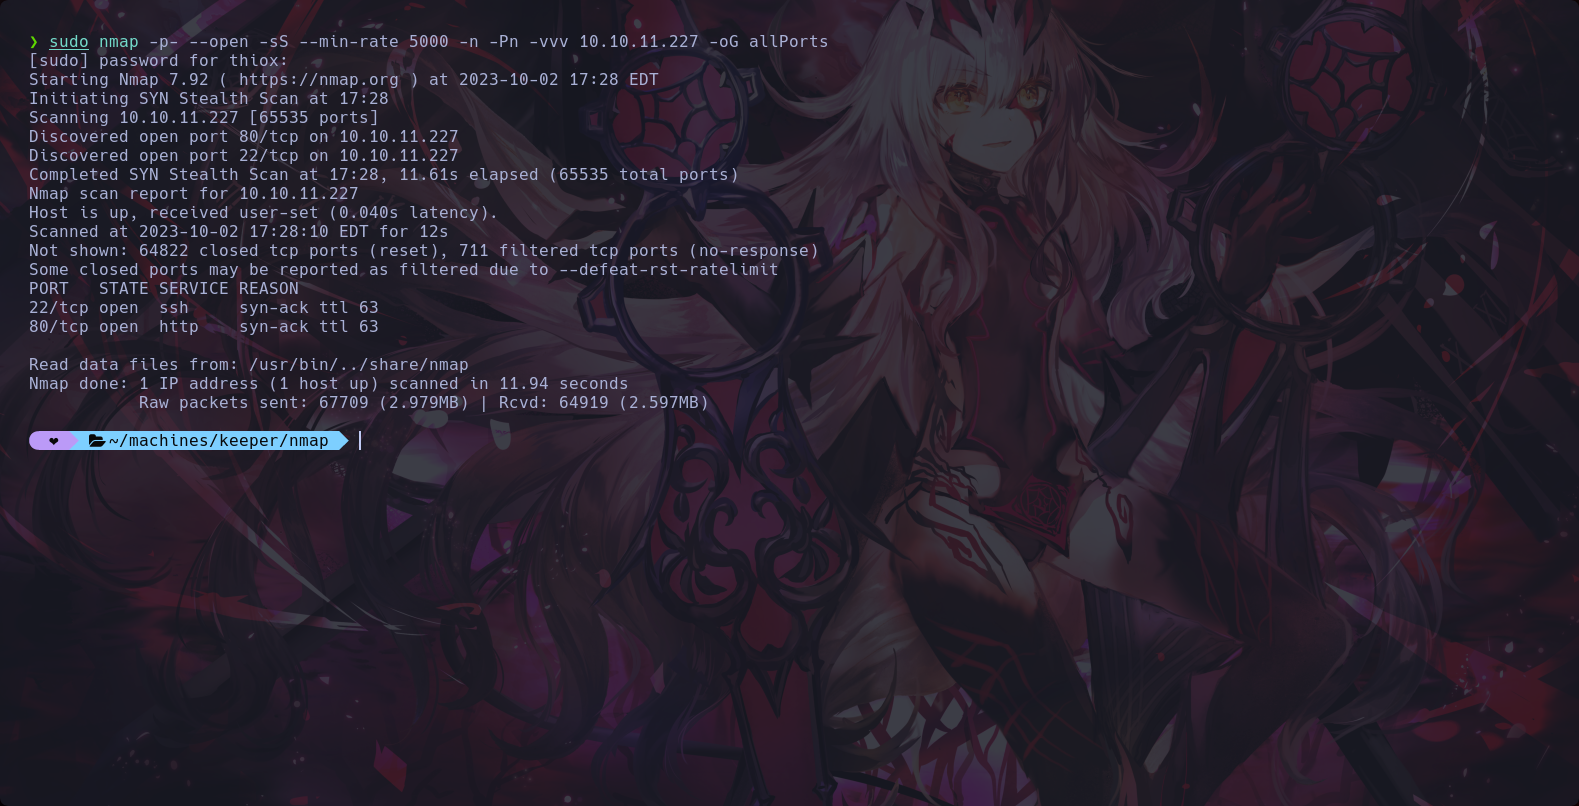 ❯ sudo nmap -p- --open -sS --min-rate 5000 -n -Pn -vvv 10.10.11.227 -oG allPorts
[sudo] password for thiox:
Starting Nmap 7.92 ( https://nmap.org ) at 2023-10-02 17:28 EDT
Initiating SYN Stealth Scan at 17:28
Scanning 10.10.11.227 [65535 ports]
Discovered open port 80/tcp on 10.10.11.227
Discovered open port 22/tcp on 10.10.11.227
Completed SYN Stealth Scan at 17:28, 11.61s elapsed (65535 total ports)
Nmap scan report for 10.10.11.227
Host is up, received user-set (0.040s latency).
Scanned at 2023-10-02 17:28:10 EDT for 12s
Not shown: 64822 closed tcp ports (reset), 711 filtered tcp ports (no-response)
Some closed ports may be reported as filtered due to --defeat-rst-ratelimit
PORT   STATE SERVICE REASON
22/tcp open  ssh     syn-ack ttl 63
80/tcp open  http    syn-ack ttl 63
Read data files from: /usr/bin/../share/nmap
Nmap done: 1 IP address (1 host up) scanned in 11.94 seconds
           Raw packets sent: 67709 (2.979MB) | Rcvd: 64919 (2.597MB)
❤ ~/machines/keeper/nmap